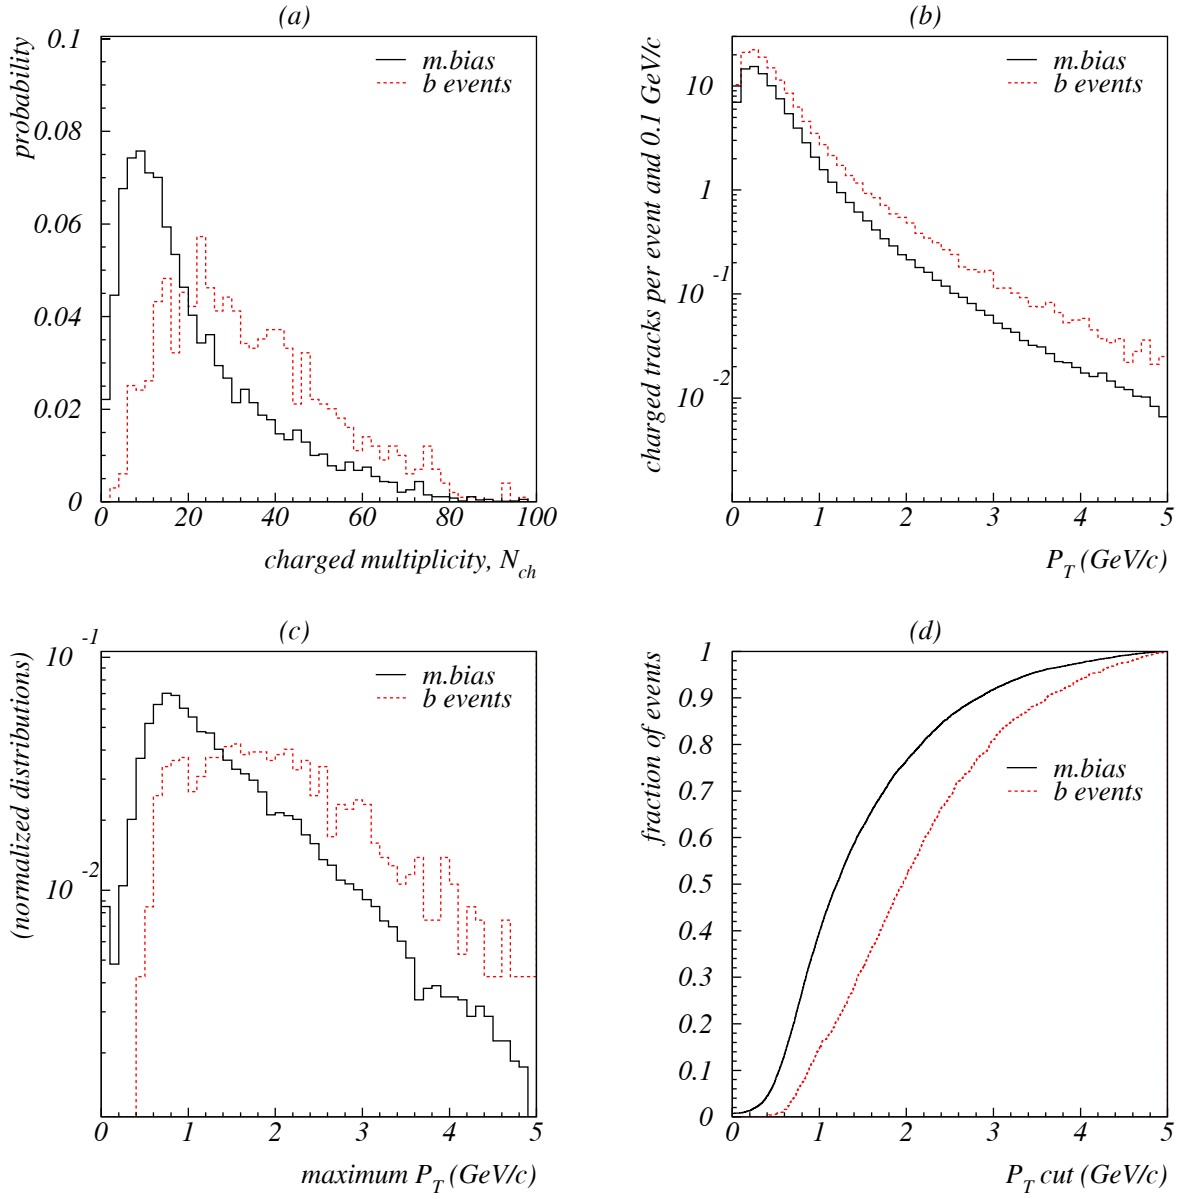 (a)
probability
0.1
0.08
0.06
0.04
0.02
0
m.bias
b events
0 20 40 60 80 100
charged multiplicity, N_ch
(b)
charged tracks per event and 0.1 GeV/c
10
1
10^-1
10^-2
m.bias
b events
0 1 2 3 4 5
P_T (GeV/c)
(c)
(normalized distributions)
10^-1
10^-2
m.bias
b events
0 1 2 3 4 5
maximum P_T (GeV/c)
(d)
fraction of events
1
0.9
0.8
0.7
0.6
0.5
0.4
0.3
0.2
0.1
0
m.bias
b events
0 1 2 3 4 5
P_T cut (GeV/c)